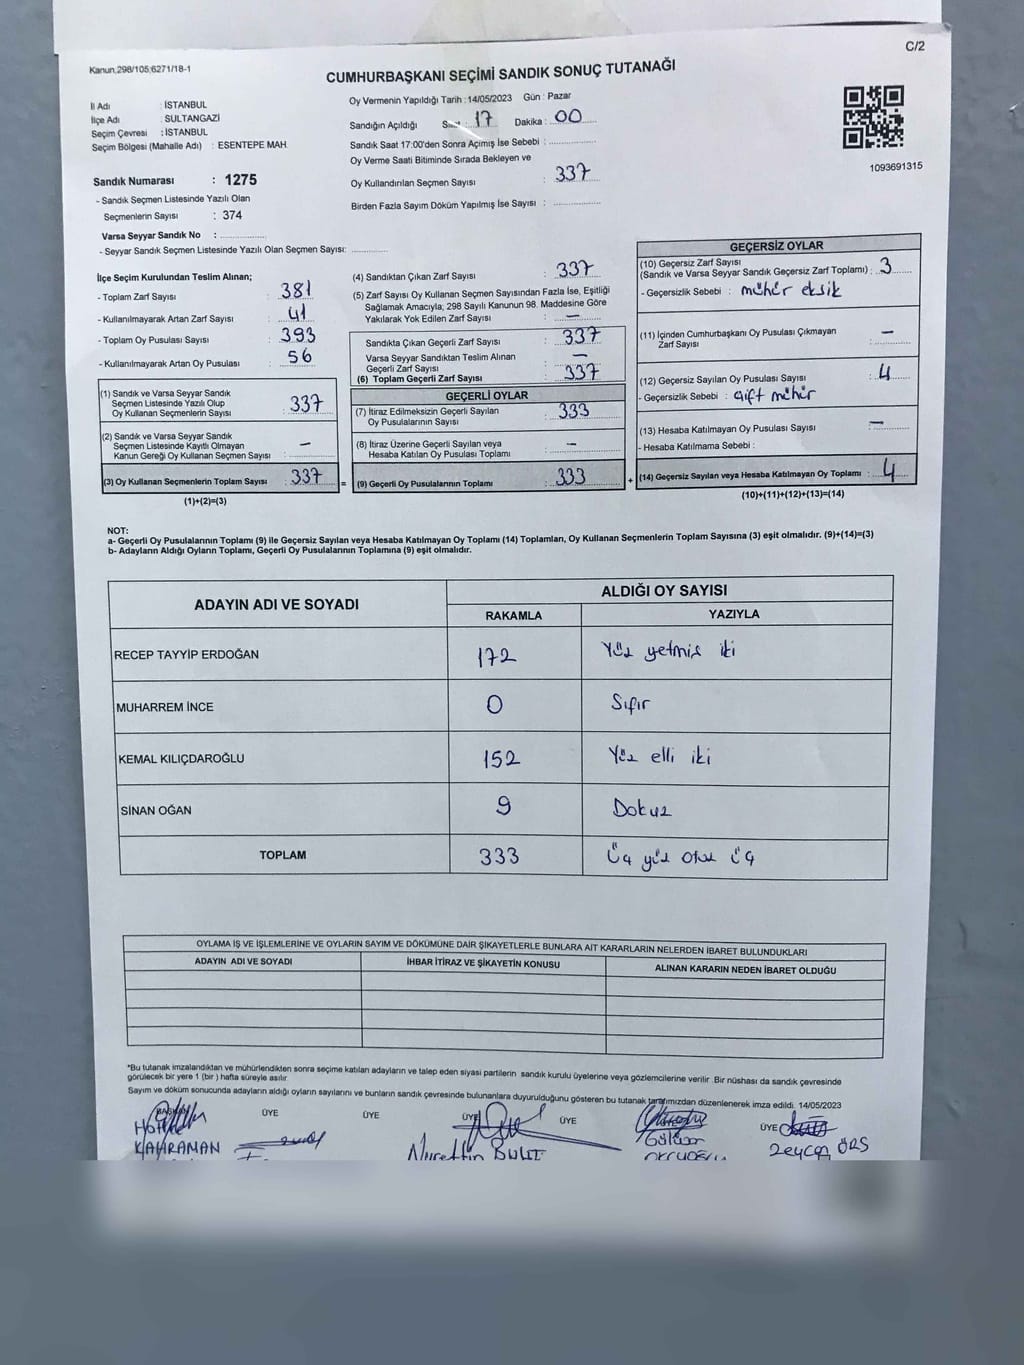 C/2
Kanun:298/105;6271/18-1
CUMHURBAŞKANI SEÇİMİ SANDIK SONUÇ TUTANAĞI
İl Adı : İSTANBUL
İlçe Adı : SULTANGAZİ
Seçim Çevresi : İSTANBUL
Seçim Bölgesi (Mahalle Adı) : ESENTEPE MAH.
Sandık Numarası : 1275
- Sandık Seçmen Listesinde Yazılı Olan
Seçmenlerin Sayısı : 374
Varsa Seyyar Sandık No :
- Seyyar Sandık Seçmen Listesinde Yazılı Olan Seçmen Sayısı:
Oy Vermenin Yapıldığı Tarih : 14/05/2023 Gün : Pazar
Sandığın Açıldığı Saat : 17 Dakika : 00
Sandık Saat 17:00'den Sonra Açımış İse Sebebi :
Oy Verme Saati Bitiminde Sırada Bekleyen ve
Oy Kullandırılan Seçmen Sayısı : 337
Birden Fazla Sayım Döküm Yapılmış İse Sayısı :
1093691315
İlçe Seçim Kurulundan Teslim Alınan;
- Toplam Zarf Sayısı : 381
- Kullanılmayarak Artan Zarf Sayısı : 41
- Toplam Oy Pusulası Sayısı : 393
- Kullanılmayarak Artan Oy Pusulası : 56
(1) Sandık ve Varsa Seyyar Sandık
Seçmen Listesinde Yazılı Olup
Oy Kullanan Seçmenlerin Sayısı : 337
(2) Sandık ve Varsa Seyyar Sandık
Seçmen Listesinde Kayıtlı Olmayan
Kanun Gereği Oy Kullanan Seçmen Sayısı : —
(3) Oy Kullanan Seçmenlerin Toplam Sayısı : 337 =
(1)+(2)=(3)
(4) Sandıktan Çıkan Zarf Sayısı : 337
(5) Zarf Sayısı Oy Kullanan Seçmen Sayısından Fazla İse, Eşitliği
Sağlamak Amacıyla; 298 Sayılı Kanunun 98. Maddesine Göre
Yakılarak Yok Edilen Zarf Sayısı : —
Sandıkta Çıkan Geçerli Zarf Sayısı : 337
Varsa Seyyar Sandıktan Teslim Alınan
Geçerli Zarf Sayısı : —
(6) Toplam Geçerli Zarf Sayısı : 337
GEÇERLİ OYLAR
(7) İtiraz Edilmeksizin Geçerli Sayılan
Oy Pusulalarının Sayısı : 333
(8) İtiraz Üzerine Geçerli Sayılan veya
Hesaba Katılan Oy Pusulası Toplamı : —
(9) Geçerli Oy Pusulalarının Toplamı : 333 +
GEÇERSİZ OYLAR
(10) Geçersiz Zarf Sayısı
(Sandık ve Varsa Seyyar Sandık Geçersiz Zarf Toplamı) : 3
- Geçersizlik Sebebi : mühür eksik
(11) İçinden Cumhurbaşkanı Oy Pusulası Çıkmayan
Zarf Sayısı : —
(12) Geçersiz Sayılan Oy Pusulası Sayısı : 4
- Geçersizlik Sebebi : Çift mühür
(13) Hesaba Katılmayan Oy Pusulası Sayısı : —
- Hesaba Katılmama Sebebi :
(14) Geçersiz Sayılan veya Hesaba Katılmayan Oy Toplamı : 4
(10)+(11)+(12)+(13)=(14)
NOT:
a- Geçerli Oy Pusulalarının Toplamı (9) ile Geçersiz Sayılan veya Hesaba Katılmayan Oy Toplamı (14) Toplamları, Oy Kullanan Seçmenlerin Toplam Sayısına (3) eşit olmalıdır. (9)+(14)=(3)
b- Adayların Aldığı Oyların Toplamı, Geçerli Oy Pusulalarının Toplamına (9) eşit olmalıdır.
ADAYIN ADI VE SOYADI ALDIĞI OY SAYISI
RAKAMLA YAZIYLA
RECEP TAYYİP ERDOĞAN 172 Yüz yetmiş iki
MUHARREM İNCE 0 Sıfır
KEMAL KILIÇDAROĞLU 152 Yüz elli iki
SİNAN OĞAN 9 Dokuz
TOPLAM 333 Üç yüz otuz üç
OYLAMA İŞ VE İŞLEMLERİNE VE OYLARIN SAYIM VE DÖKÜMÜNE DAİR ŞİKAYETLERLE BUNLARA AİT KARARLARIN NELERDEN İBARET BULUNDUKLARI
ADAYIN ADI VE SOYADI İHBAR İTİRAZ VE ŞİKAYETİN KONUSU ALINAN KARARIN NEDEN İBARET OLDUĞU
*Bu tutanak imzalandıktan ve mühürlendikten sonra seçime katılan adayların ve talep eden siyasi partilerin sandık kurulu üyelerine veya gözlemcilerine verilir. Bir nüshası da sandık çevresinde
görülecek bir yere 1 (bir) hafta süreyle asılır.
Sayım ve döküm sonucunda adayların aldığı oyların sayılarını ve bunların sandık çevresinde bulunanlara duyurulduğunu gösteren bu tutanak tarafımızdan düzenlenerek imza edildi. 14/05/2023
BAŞKAN ÜYE ÜYE ÜYE ÜYE ÜYE
KAHRAMAN Nurettin BULUT Gülüzar Zeycan ÖRS